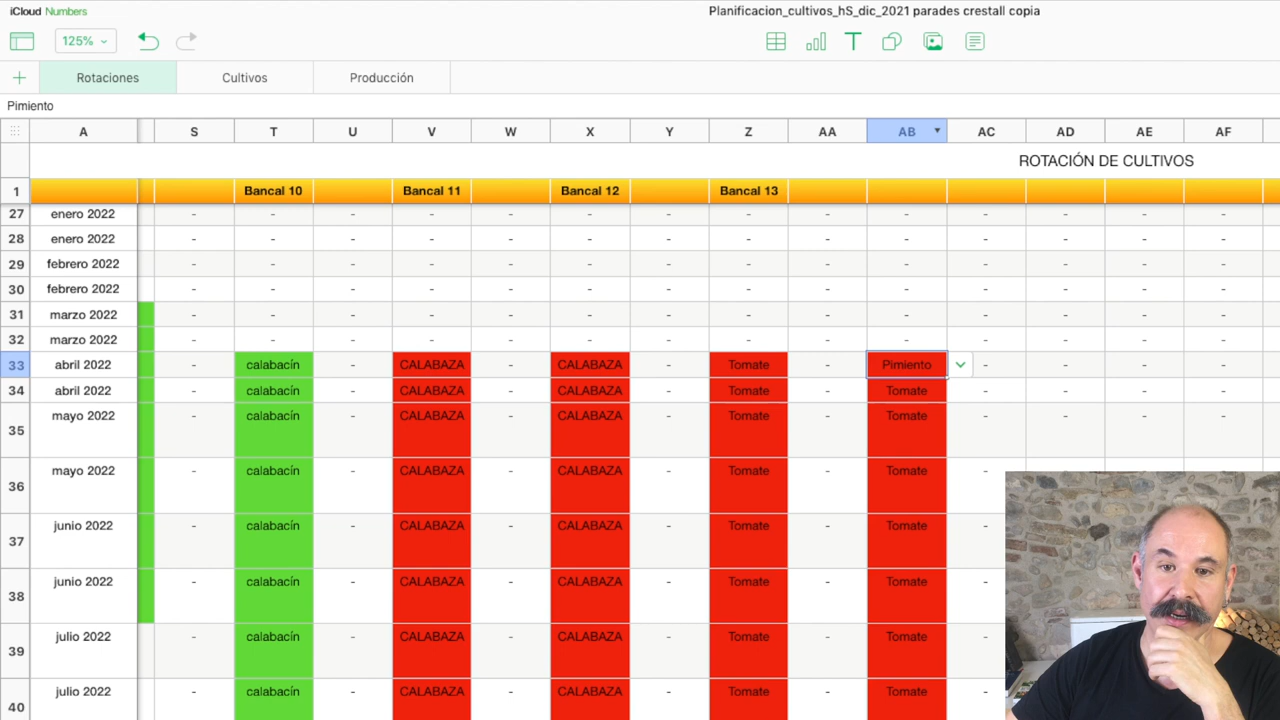 iCloud Numbers
Planificacion_cultivos_hS_dic_2021 parades crestall copia
125%
Rotaciones Cultivos Producción
Pimiento
A S T U V W X Y Z AA AB AC AD AE AF
ROTACIÓN DE CULTIVOS
1 Bancal 10 Bancal 11 Bancal 12 Bancal 13
27 enero 2022 - - - - - - - - - - - - - -
28 enero 2022 - - - - - - - - - - - - - -
29 febrero 2022 - - - - - - - - - - - - - -
30 febrero 2022 - - - - - - - - - - - - - -
31 marzo 2022 - - - - - - - - - - - - - -
32 marzo 2022 - - - - - - - - - - - - - -
33 abril 2022 - calabacín - CALABAZA - CALABAZA - Tomate - Pimiento - - - -
34 abril 2022 - calabacín - CALABAZA - CALABAZA - Tomate - Tomate - - - -
35 mayo 2022 - calabacín - CALABAZA - CALABAZA - Tomate - Tomate - - - -
36 mayo 2022 - calabacín - CALABAZA - CALABAZA - Tomate - Tomate -
37 junio 2022 - calabacín - CALABAZA - CALABAZA - Tomate - Tomate -
38 junio 2022 - calabacín - CALABAZA - CALABAZA - Tomate - Tomate -
39 julio 2022 - calabacín - CALABAZA - CALABAZA - Tomate - Tomate -
40 julio 2022 - calabacín - CALABAZA - CALABAZA - Tomate - Tomate -